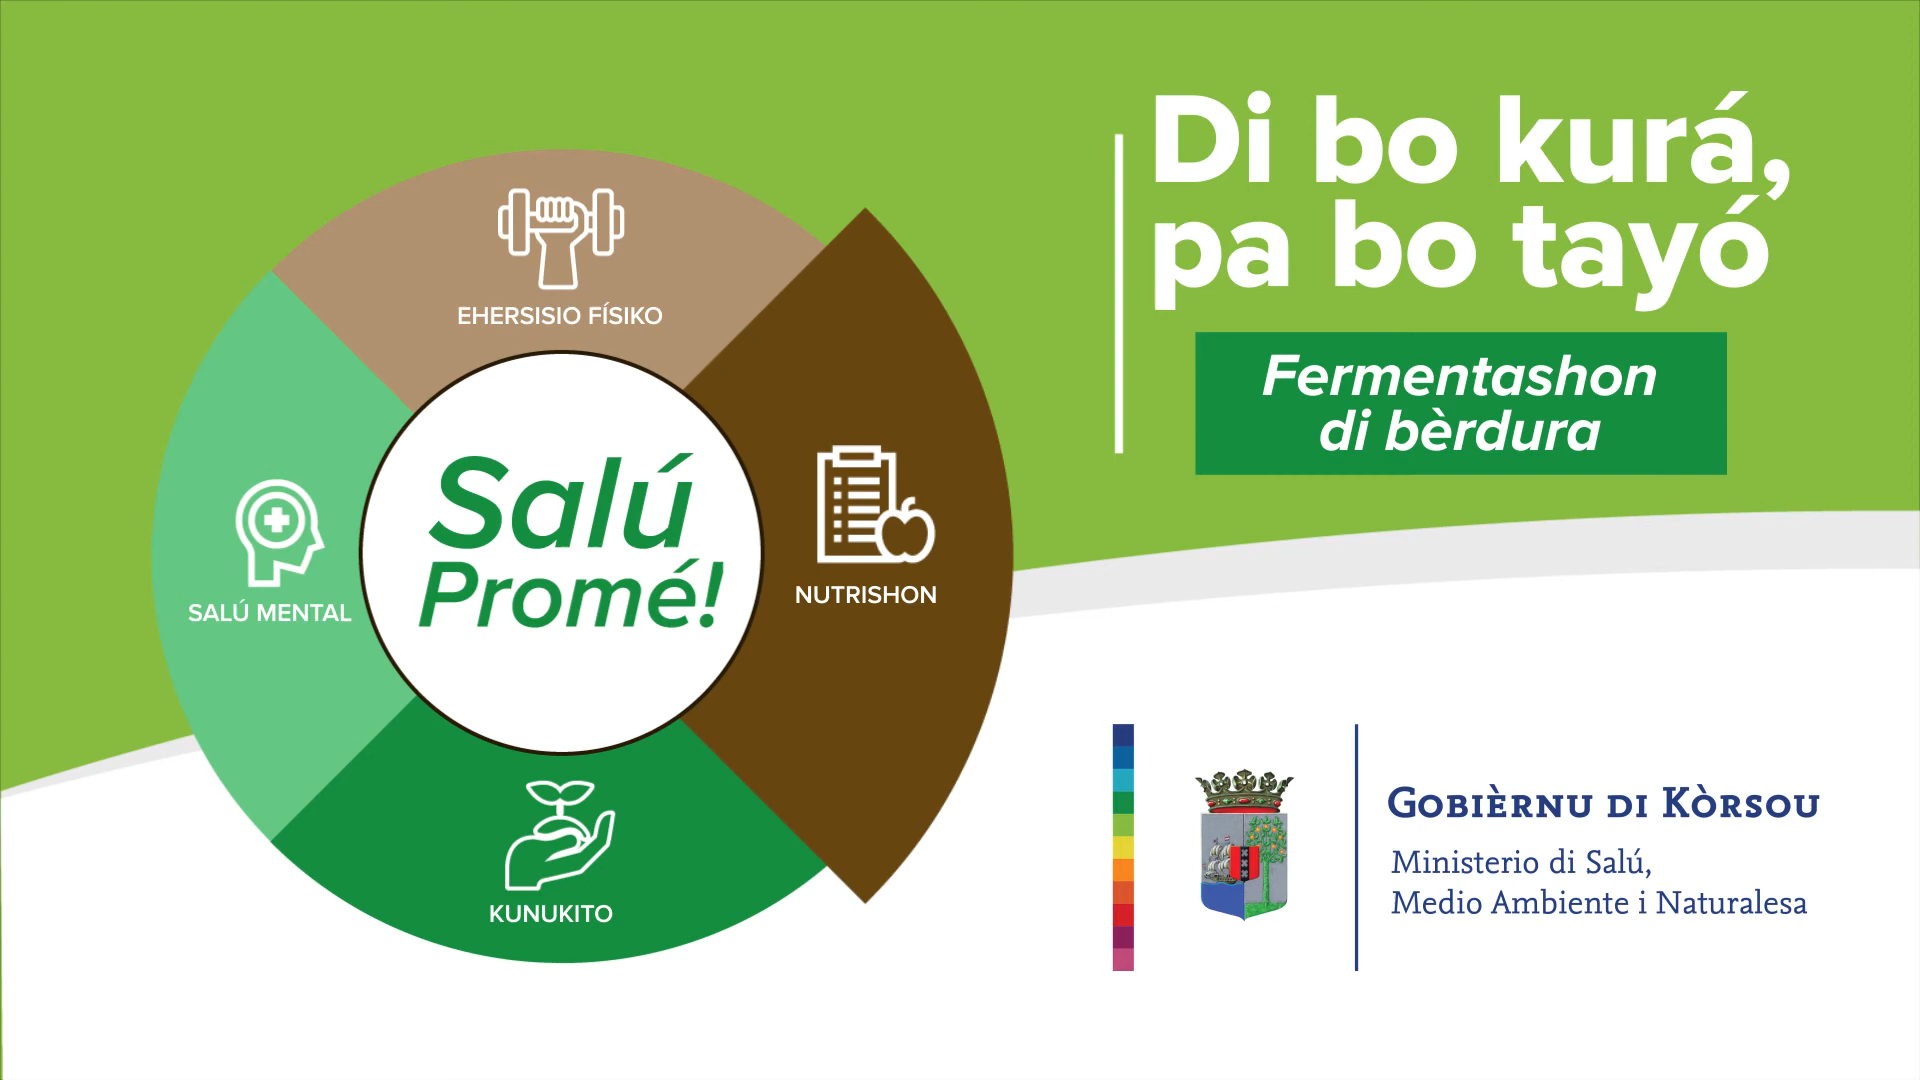 Di bo kurá,
pa bo tayó
Fermentashon
di bèrdura
EHERSISIO FÍSIKO
SALÚ MENTAL
Salú
Promé!
NUTRISHON
KUNUKITO
GOBIÈRNU DI KÒRSOU
Ministerio di Salú,
Medio Ambiente i Naturalesa